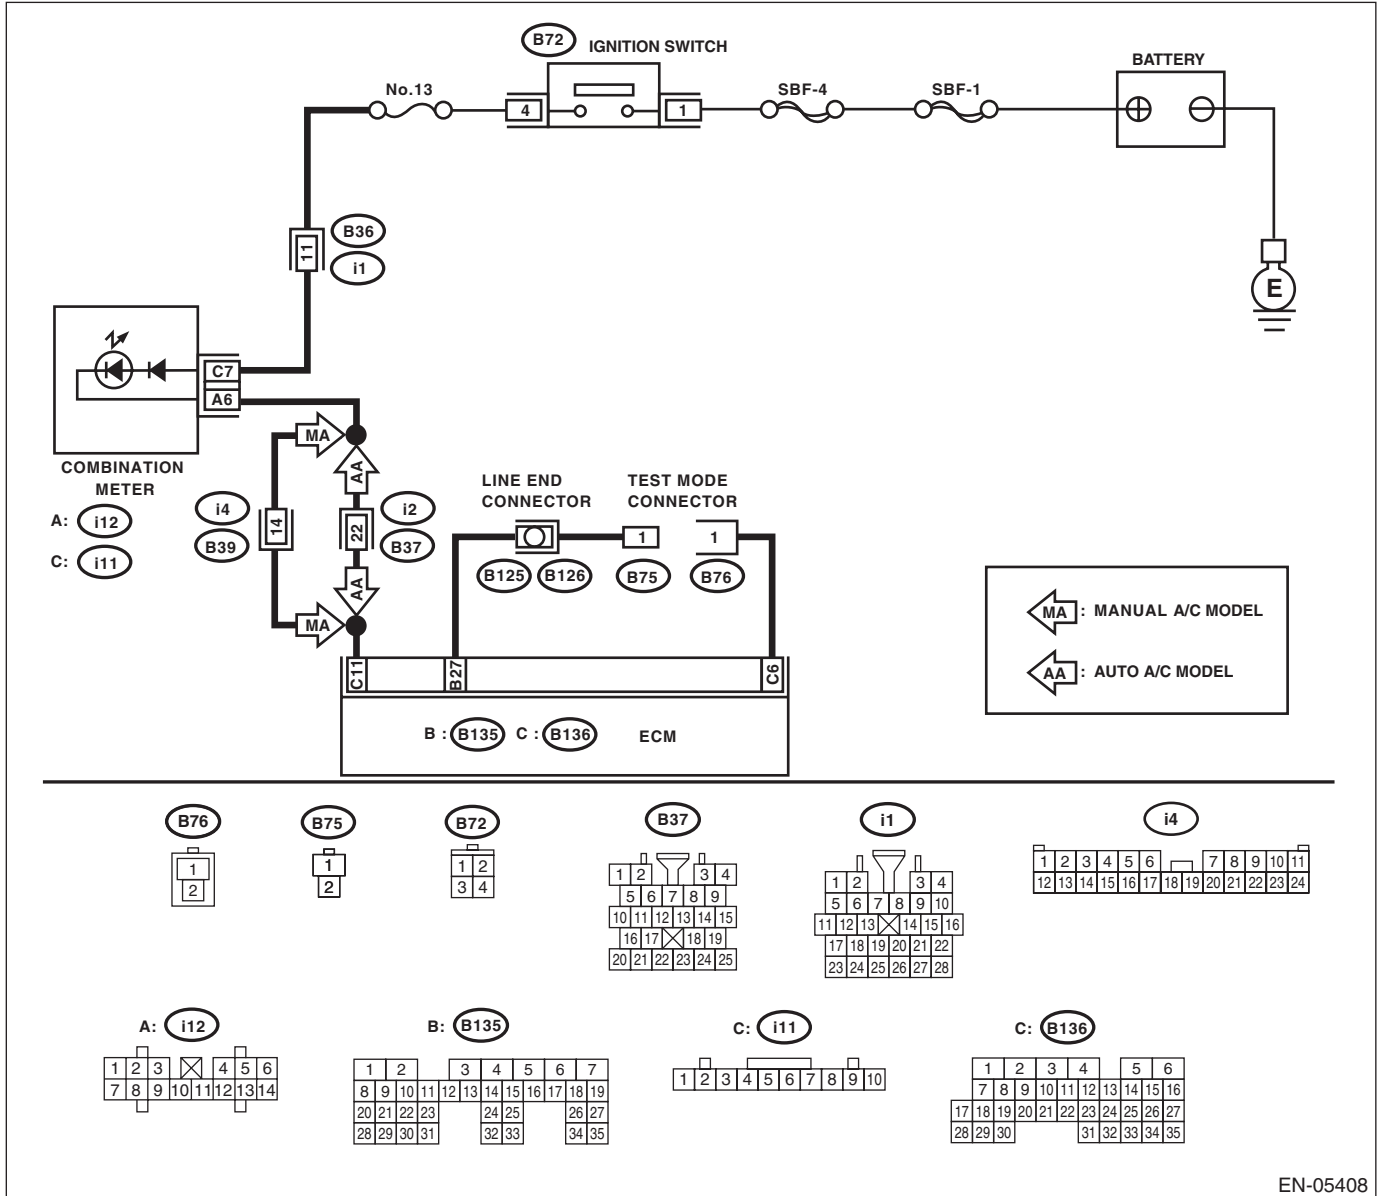 B72 IGNITION SWITCH
BATTERY
No.13
SBF-4
SBF-1
4
1
B36
11
i1
E
C7
A6
MA
COMBINATION
METER
AA
LINE END
CONNECTOR
TEST MODE
CONNECTOR
A: i12
i4
14
22
i2
1
1
B39
B37
C: i11
B125
B126
B75
B76
AA
MA
MA : MANUAL A/C MODEL
AA : AUTO A/C MODEL
C11
B27
C6
B : B135 C : B136 ECM
B76
1
2
B75
1
2
B72
1 2
3 4
B37
1 2 3 4
5 6 7 8 9
10 11 12 13 14 15
16 17 18 19
20 21 22 23 24 25
i1
1 2 3 4
5 6 7 8 9 10
11 12 13 14 15 16
17 18 19 20 21 22
23 24 25 26 27 28
i4
1 2 3 4 5 6 7 8 9 10 11
12 13 14 15 16 17 18 19 20 21 22 23 24
A: i12
1 2 3 4 5 6
7 8 9 10 11 12 13 14
B: B135
1 2 3 4 5 6 7
8 9 10 11 12 13 14 15 16 17 18 19
20 21 22 23 24 25 26 27
28 29 30 31 32 33 34 35
C: i11
1 2 3 4 5 6 7 8 9 10
C: B136
1 2 3 4 5 6
7 8 9 10 11 12 13 14 15 16
17 18 19 20 21 22 23 24 25 26 27
28 29 30 31 32 33 34 35
EN-05408